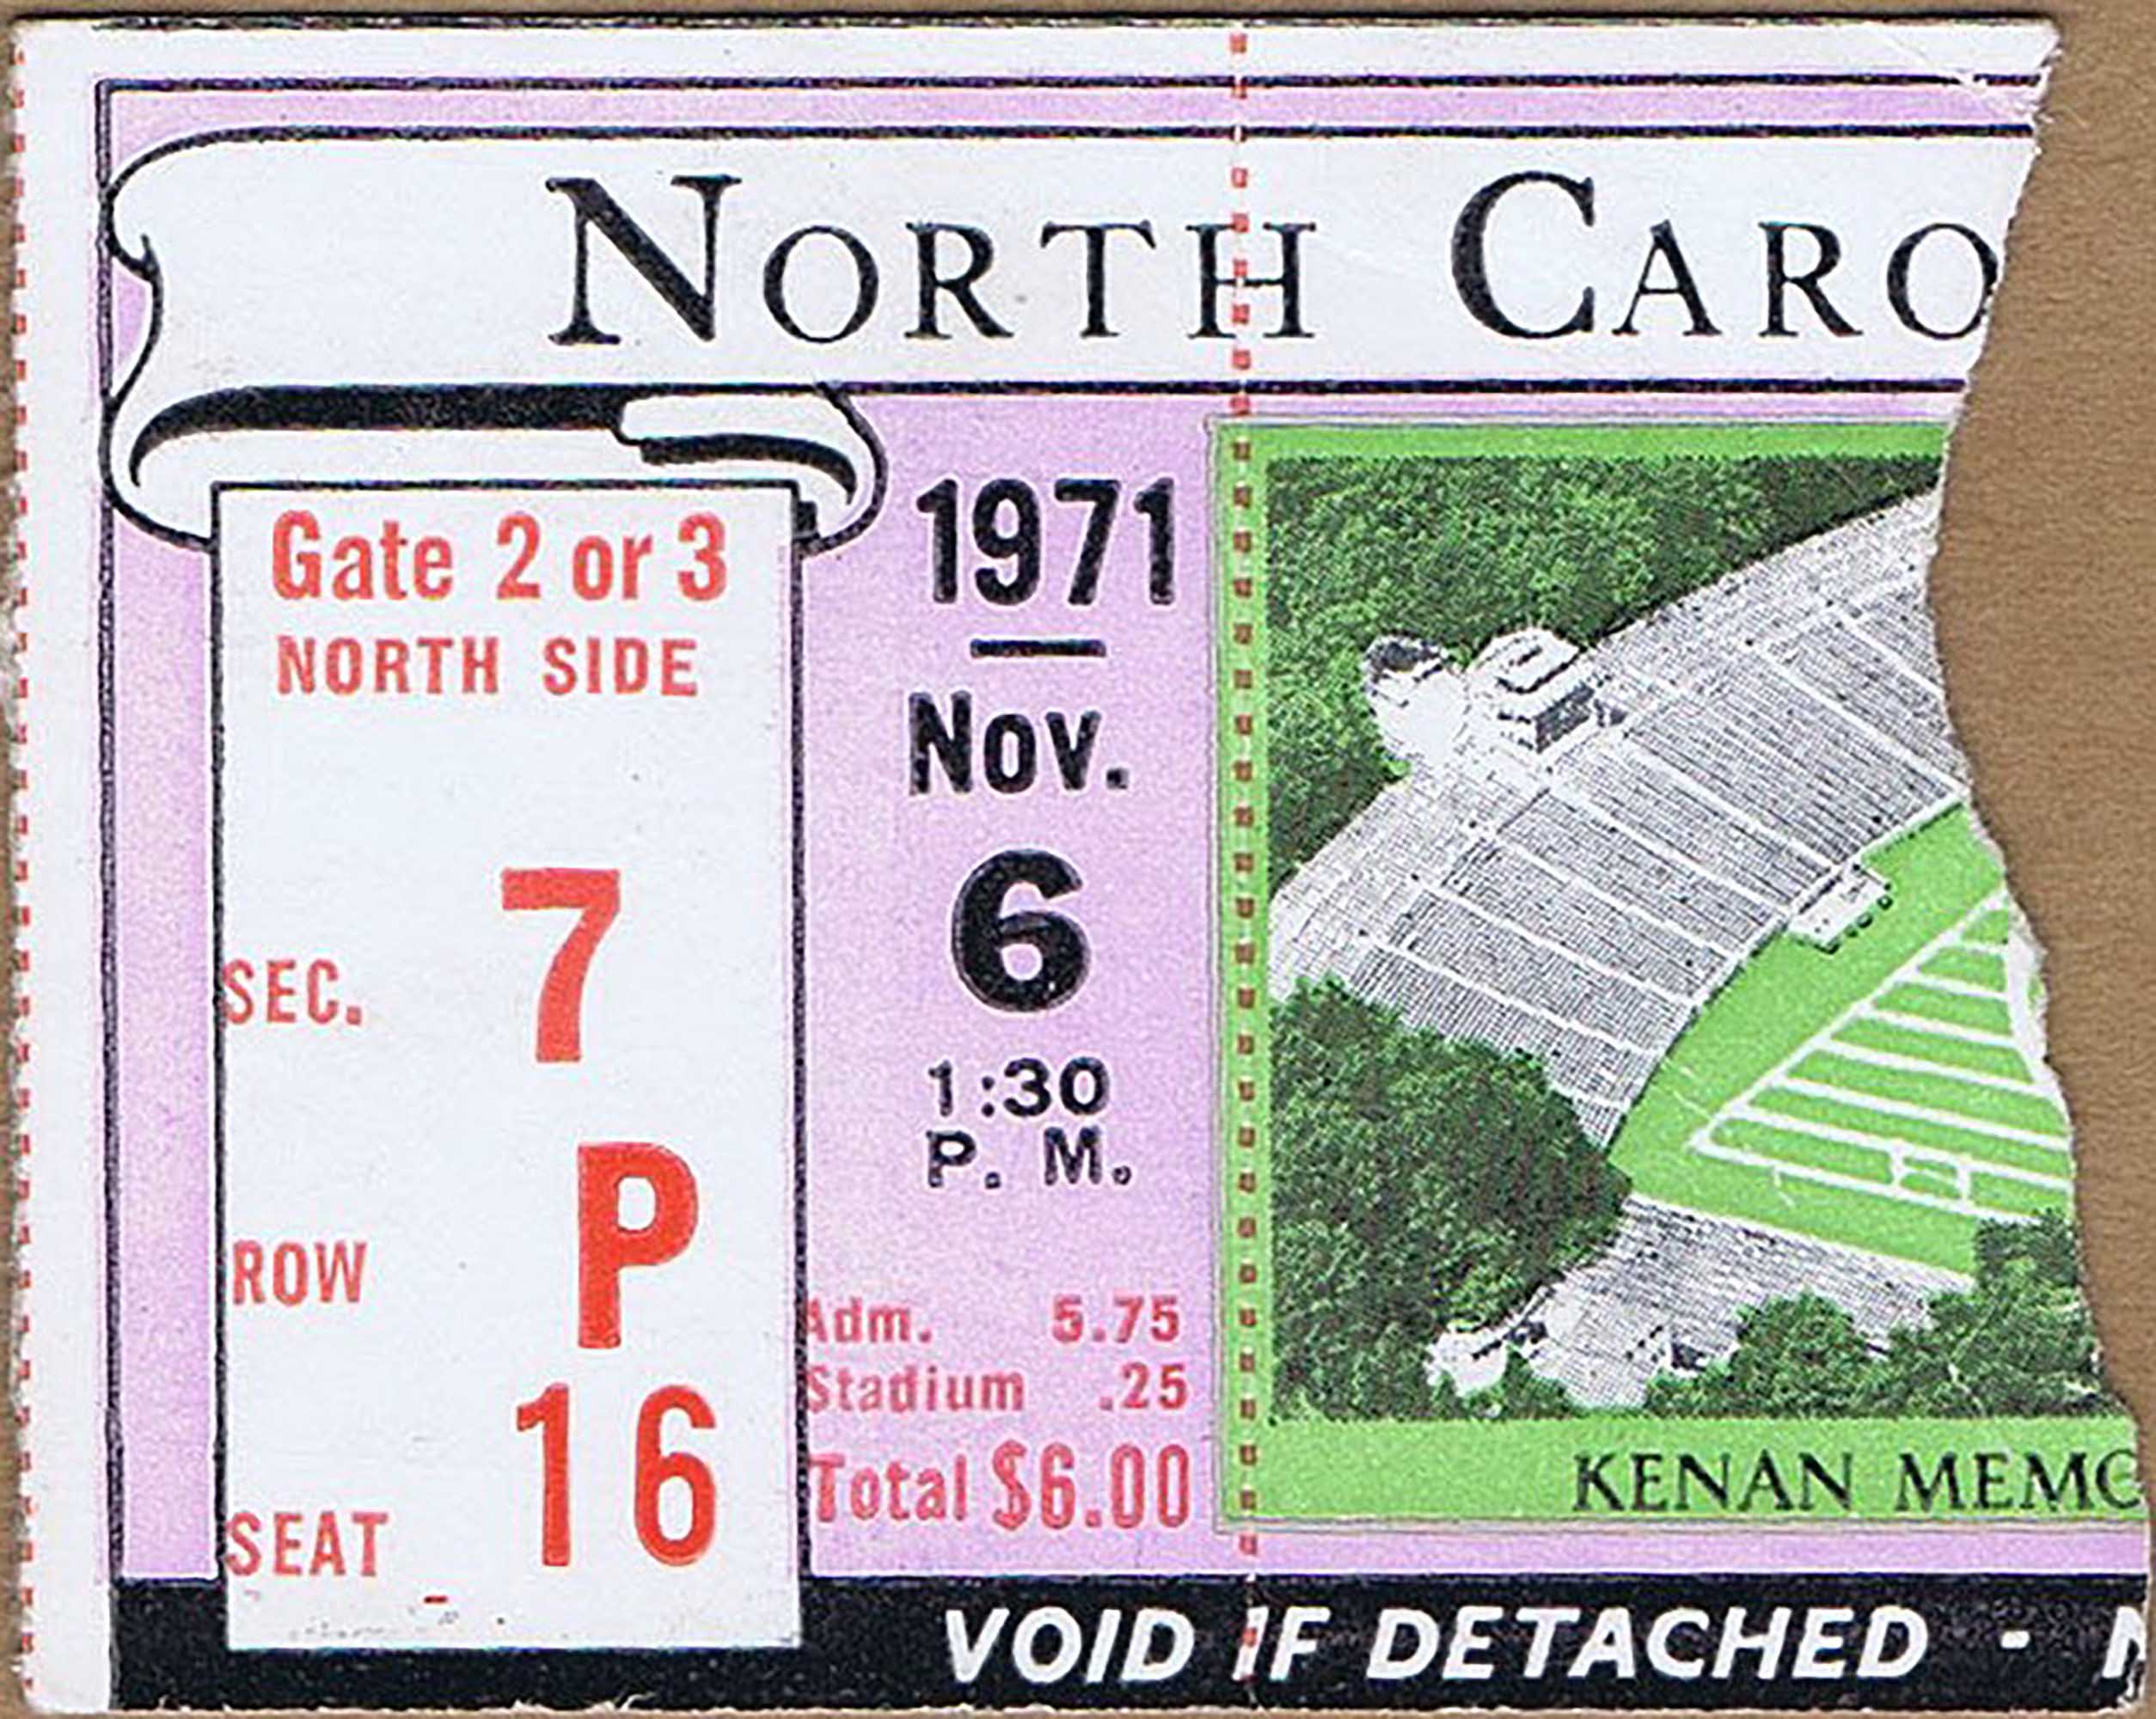 NORTH CARO
Gate 2 or 3
NORTH SIDE
SEC. 7
ROW P
SEAT 16
1971
Nov.
6
1:30
P. M.
Adm. 5.75
Stadium .25
Total $6.00
KENAN MEMO
VOID IF DETACHED -